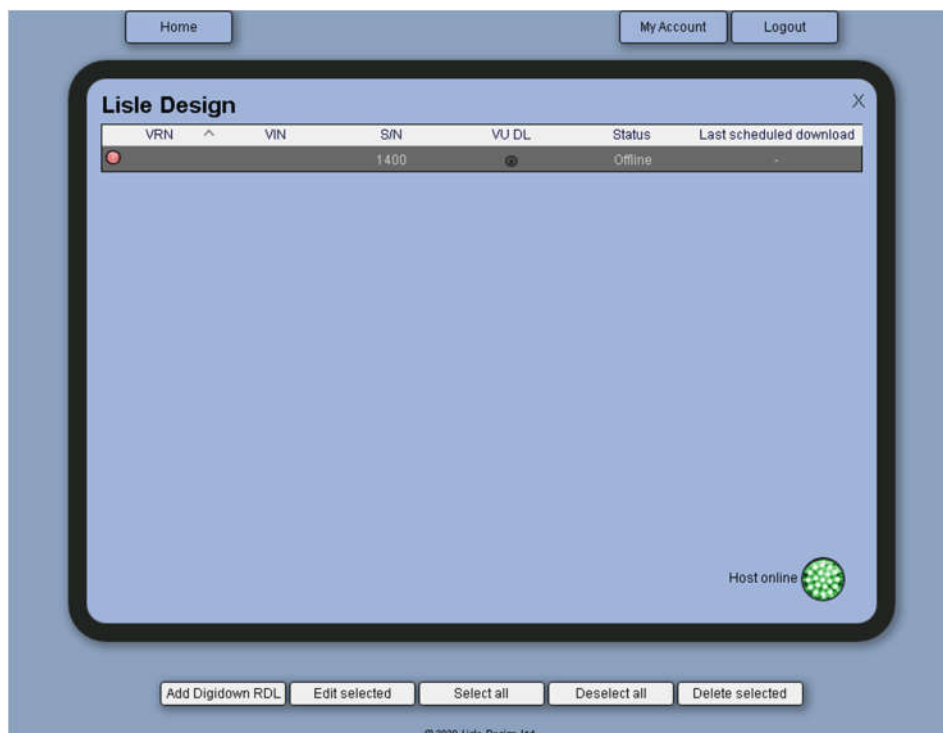 Home My Account Logout
Lisle Design X
VRN ^ VIN S/N VU DL Status Last scheduled download
1400 Offline -
Host online
Add Digidown RDL Edit selected Select all Deselect all Delete selected